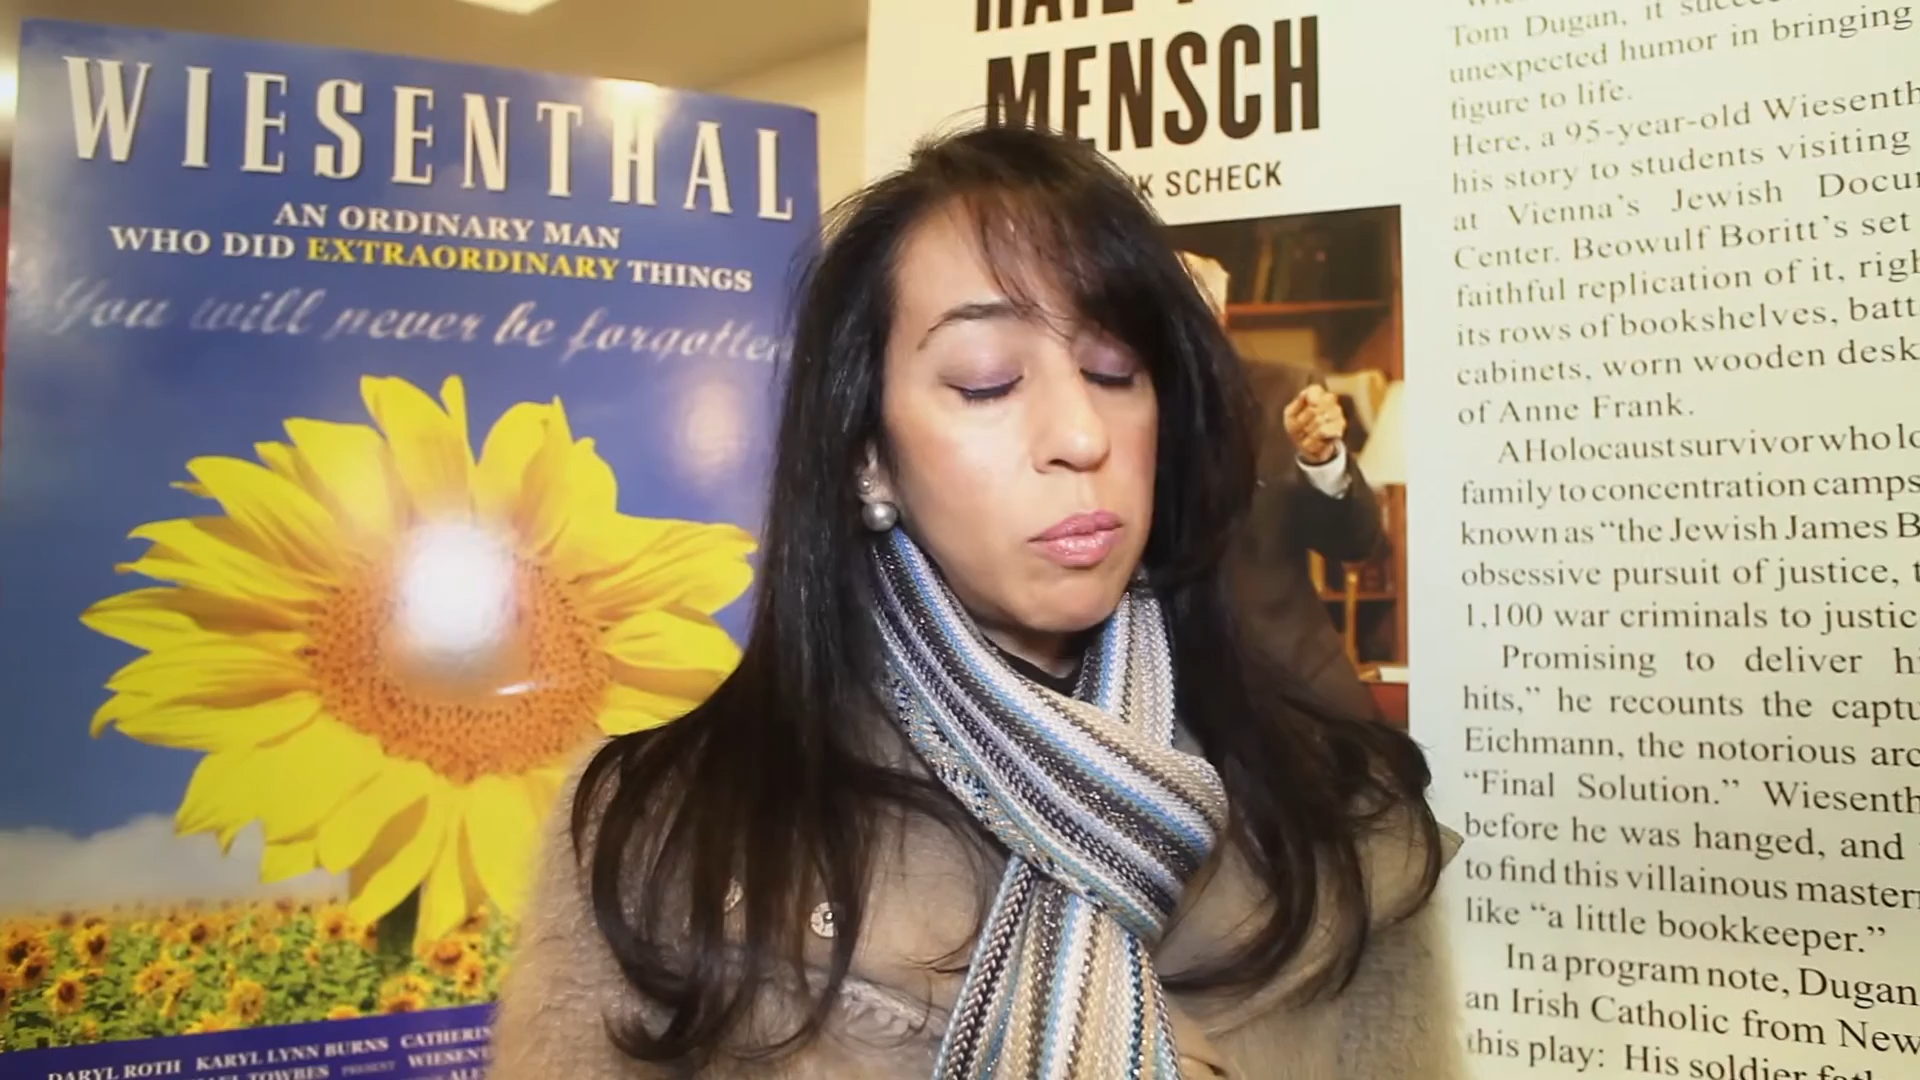 WIESENTHAL
AN ORDINARY MAN
WHO DID EXTRAORDINARY THINGS
You will never be forgotten
DARYL ROTH KARYL LYNN BURNS
TOWBES PRESENT
MENSCH
SCHECK
Tom Dugan, it
unexpected humor in bringing
figure to life.
Here, a 95-year-old
his story to students visiting
at Vienna's Jewish
Center. Beowulf Boritt's set
faithful replication of it,
its rows of bookshelves,
cabinets, worn wooden desk
of Anne Frank.
A Holocaust survivor who
family to concentration camps
known as “the Jewish James
obsessive pursuit of justice,
1,100 war criminals to
Promising to deliver
hits,” he recounts the
Eichmann, the notorious
“Final Solution.”
before he was hanged, and
to find this villainous
like “a little bookkeeper.”
In a program note, Dugan
an Irish Catholic from New
this play: His soldier